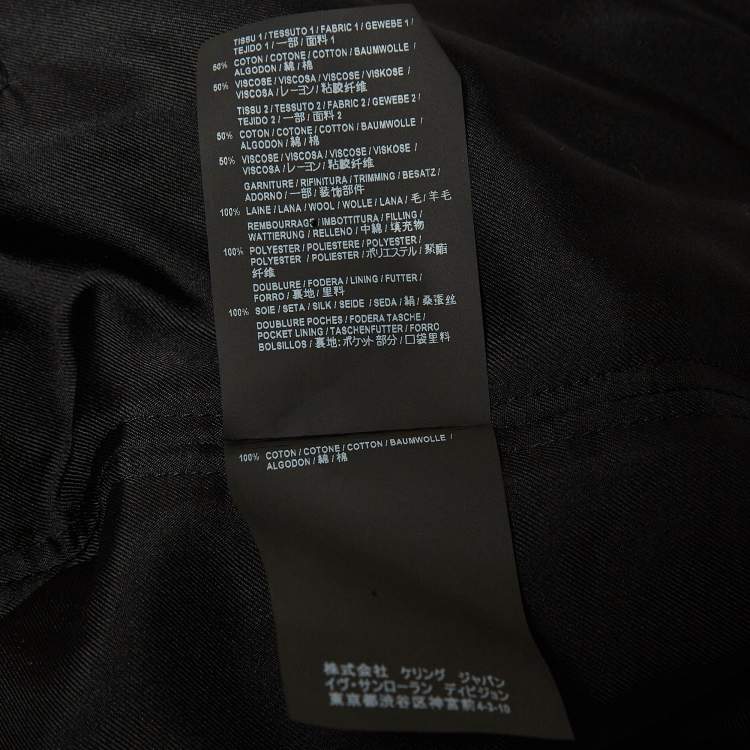 TISSU 1 / TESSUTO 1 / FABRIC 1 / GEWEBE 1 /
TEJIDO 1 / 一部 / 面料 1
50% COTON / COTONE / COTTON / BAUMWOLLE /
ALGODON / 綿 / 棉
50% VISCOSE / VISCOSA / VISCOSE / VISKOSE /
VISCOSA / レーヨン / 粘胶纤维
TISSU 2 / TESSUTO 2 / FABRIC 2 / GEWEBE 2 /
TEJIDO 2 / 一部 / 面料 2
50% COTON / COTONE / COTTON / BAUMWOLLE /
ALGODON / 綿 / 棉
50% VISCOSE / VISCOSA / VISCOSE / VISKOSE /
VISCOSA / レーヨン / 粘胶纤维
GARNITURE / RIFINITURA / TRIMMING / BESATZ /
ADORNO / 一部 / 装饰部件
100% LAINE / LANA / WOOL / WOLLE / LANA / 毛 / 羊毛
REMBOURRAGE / IMBOTTITURA / FILLING /
WATTIERUNG / RELLENO / 中綿 / 填充物
100% POLYESTER / POLIESTERE / POLYESTER /
POLYESTER / POLIESTER / ポリエステル / 聚酯
纤维
DOUBLURE / FODERA / LINING / FUTTER /
FORRO / 裏地 / 里料
100% SOIE / SETA / SILK / SEIDE / SEDA / 絹 / 桑蚕丝
DOUBLURE POCHES / FODERA TASCHE /
POCKET LINING / TASCHENFUTTER / FORRO
BOLSILLOS / 裏地:ポケット部分 / 口袋里料
100% COTON / COTONE / COTTON / BAUMWOLLE /
ALGODON / 綿 / 棉
株式会社 ケリング ジャパン
イヴ・サンローラン ディビジョン
東京都渋谷区神宮前4-3-10